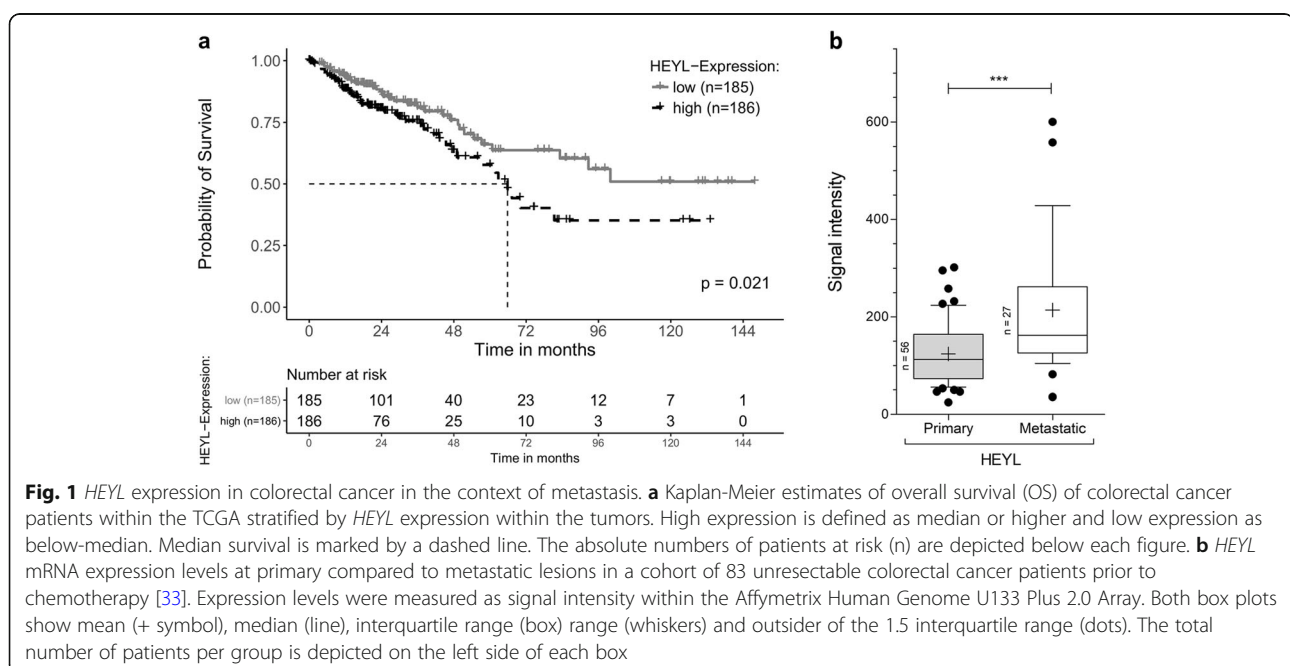 a
1.00
0.75
0.50
0.25
0.00
Probability of Survival
HEYL−Expression:
low (n=185)
high (n=186)
p = 0.021
0 24 48 72 96 120 144
Time in months
HEYL−Expression:
Number at risk
low (n=185) 185 101 40 23 12 7 1
high (n=186) 186 76 25 10 3 3 0
0 24 48 72 96 120 144
Time in months
b
***
600
400
200
0
Signal intensity
n = 56
n = 27
Primary Metastatic
HEYL
Fig. 1 HEYL expression in colorectal cancer in the context of metastasis. a Kaplan-Meier estimates of overall survival (OS) of colorectal cancer
patients within the TCGA stratified by HEYL expression within the tumors. High expression is defined as median or higher and low expression as
below-median. Median survival is marked by a dashed line. The absolute numbers of patients at risk (n) are depicted below each figure. b HEYL
mRNA expression levels at primary compared to metastatic lesions in a cohort of 83 unresectable colorectal cancer patients prior to
chemotherapy [33]. Expression levels were measured as signal intensity within the Affymetrix Human Genome U133 Plus 2.0 Array. Both box plots
show mean (+ symbol), median (line), interquartile range (box) range (whiskers) and outsider of the 1.5 interquartile range (dots). The total
number of patients per group is depicted on the left side of each box